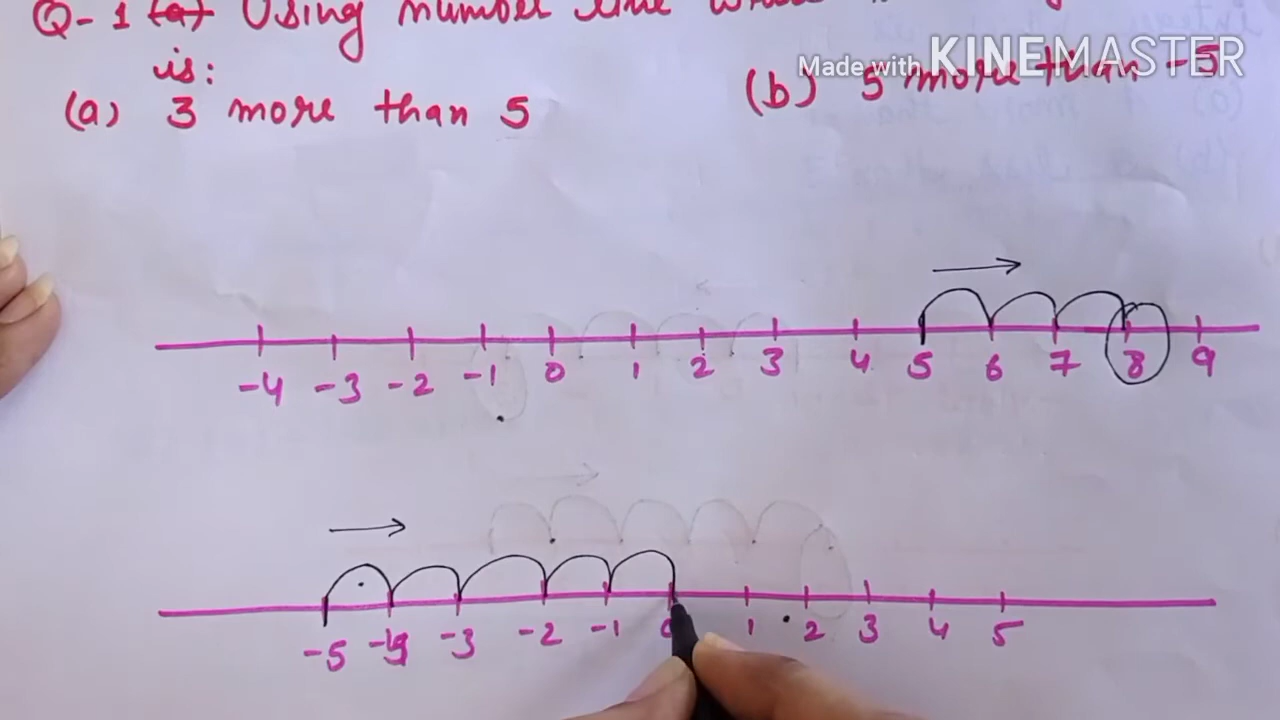 Q-1 (a) Using number line write
is:
(a) 3 more than 5
(b) 5 more than -5
Made with KINEMASTER
-4 -3 -2 -1 0 1 2 3 4 5 6 7 8 9
-5 -3 -2 -1 0 1 2 3 4 5